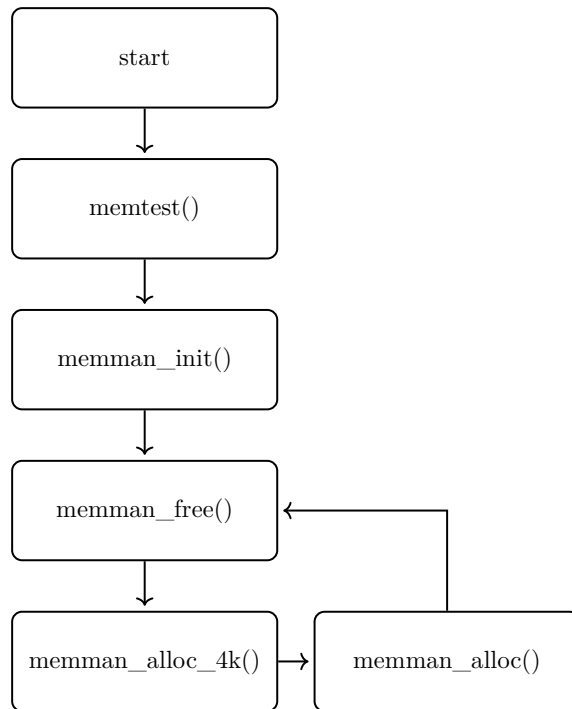 start
memtest()
memman_init()
memman_free()
memman_alloc_4k()
memman_alloc()